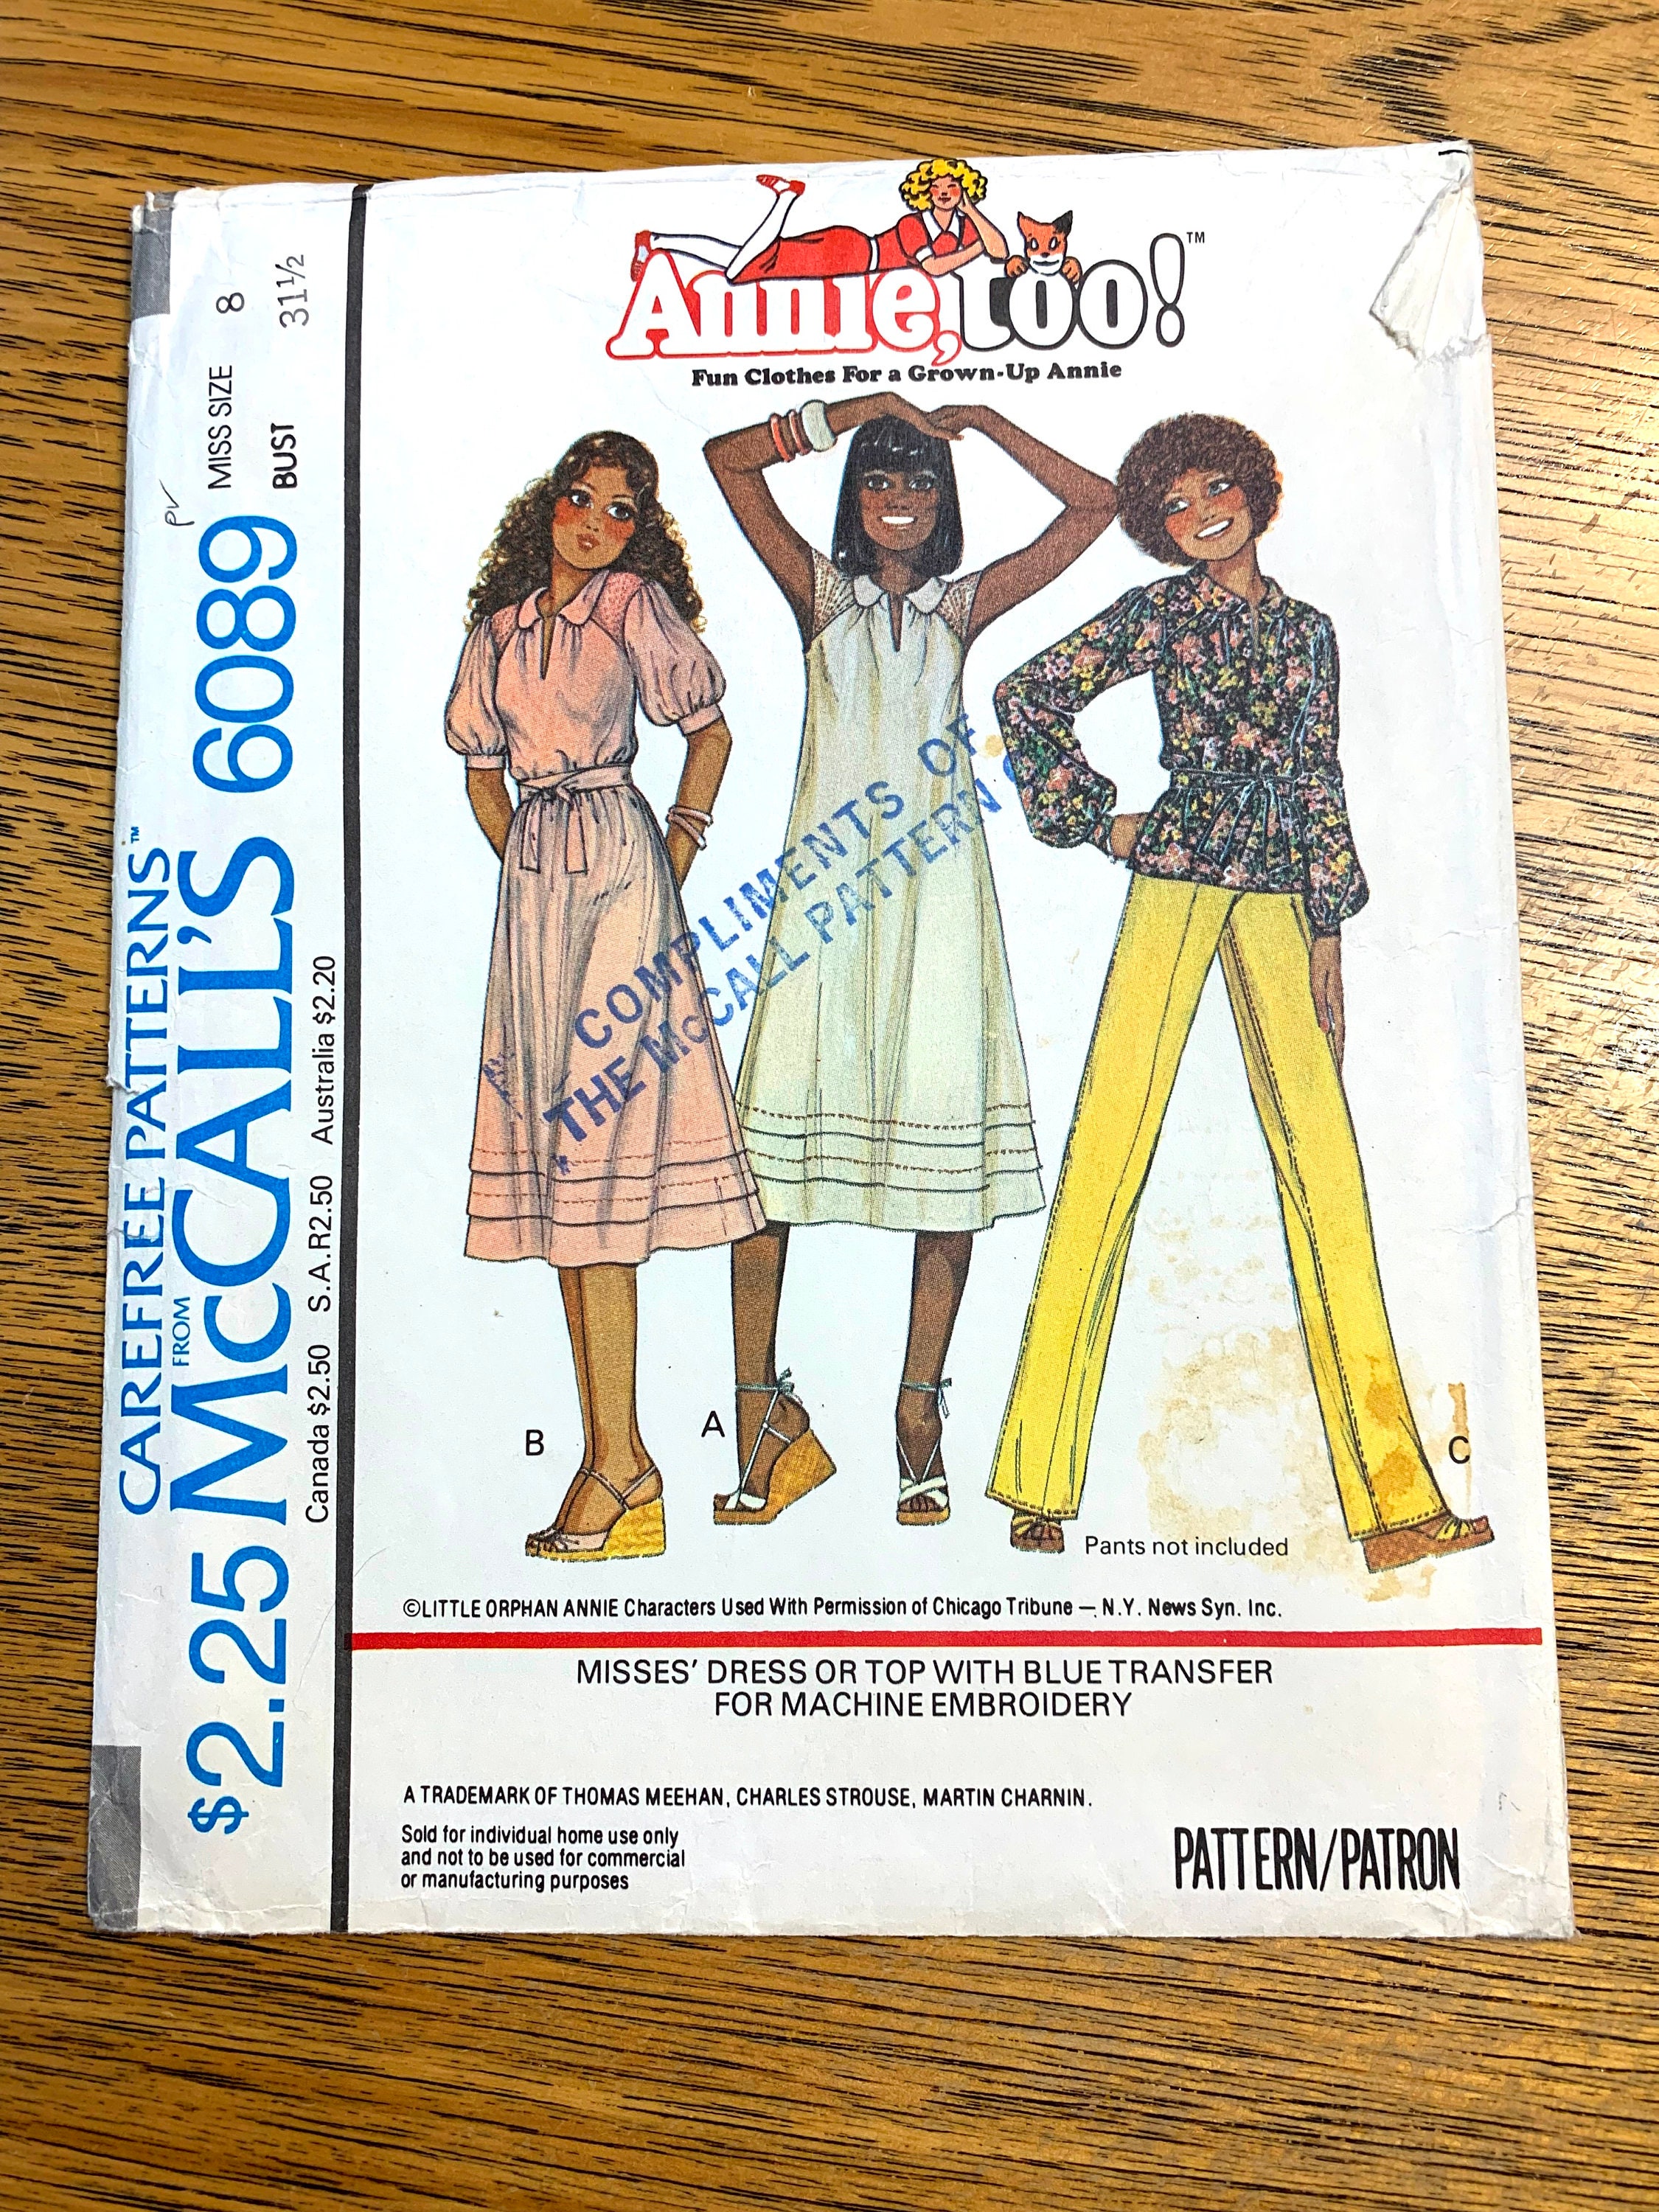 CAREFREE PATTERNS™
FROM
$2.25 McCALL'S 6089
MISS SIZE 8
BUST 31½
Canada $2.50 S.A.R2.50 Australia $2.20
Annie, too!™
Fun Clothes For a Grown-Up Annie
COMPLIMENTS OF
THE McCALL PATTERN
B
A
C
Pants not included
©LITTLE ORPHAN ANNIE Characters Used With Permission of Chicago Tribune — N.Y. News Syn. Inc.
MISSES' DRESS OR TOP WITH BLUE TRANSFER
FOR MACHINE EMBROIDERY
A TRADEMARK OF THOMAS MEEHAN, CHARLES STROUSE, MARTIN CHARNIN.
Sold for individual home use only
and not to be used for commercial
or manufacturing purposes
PATTERN/PATRON